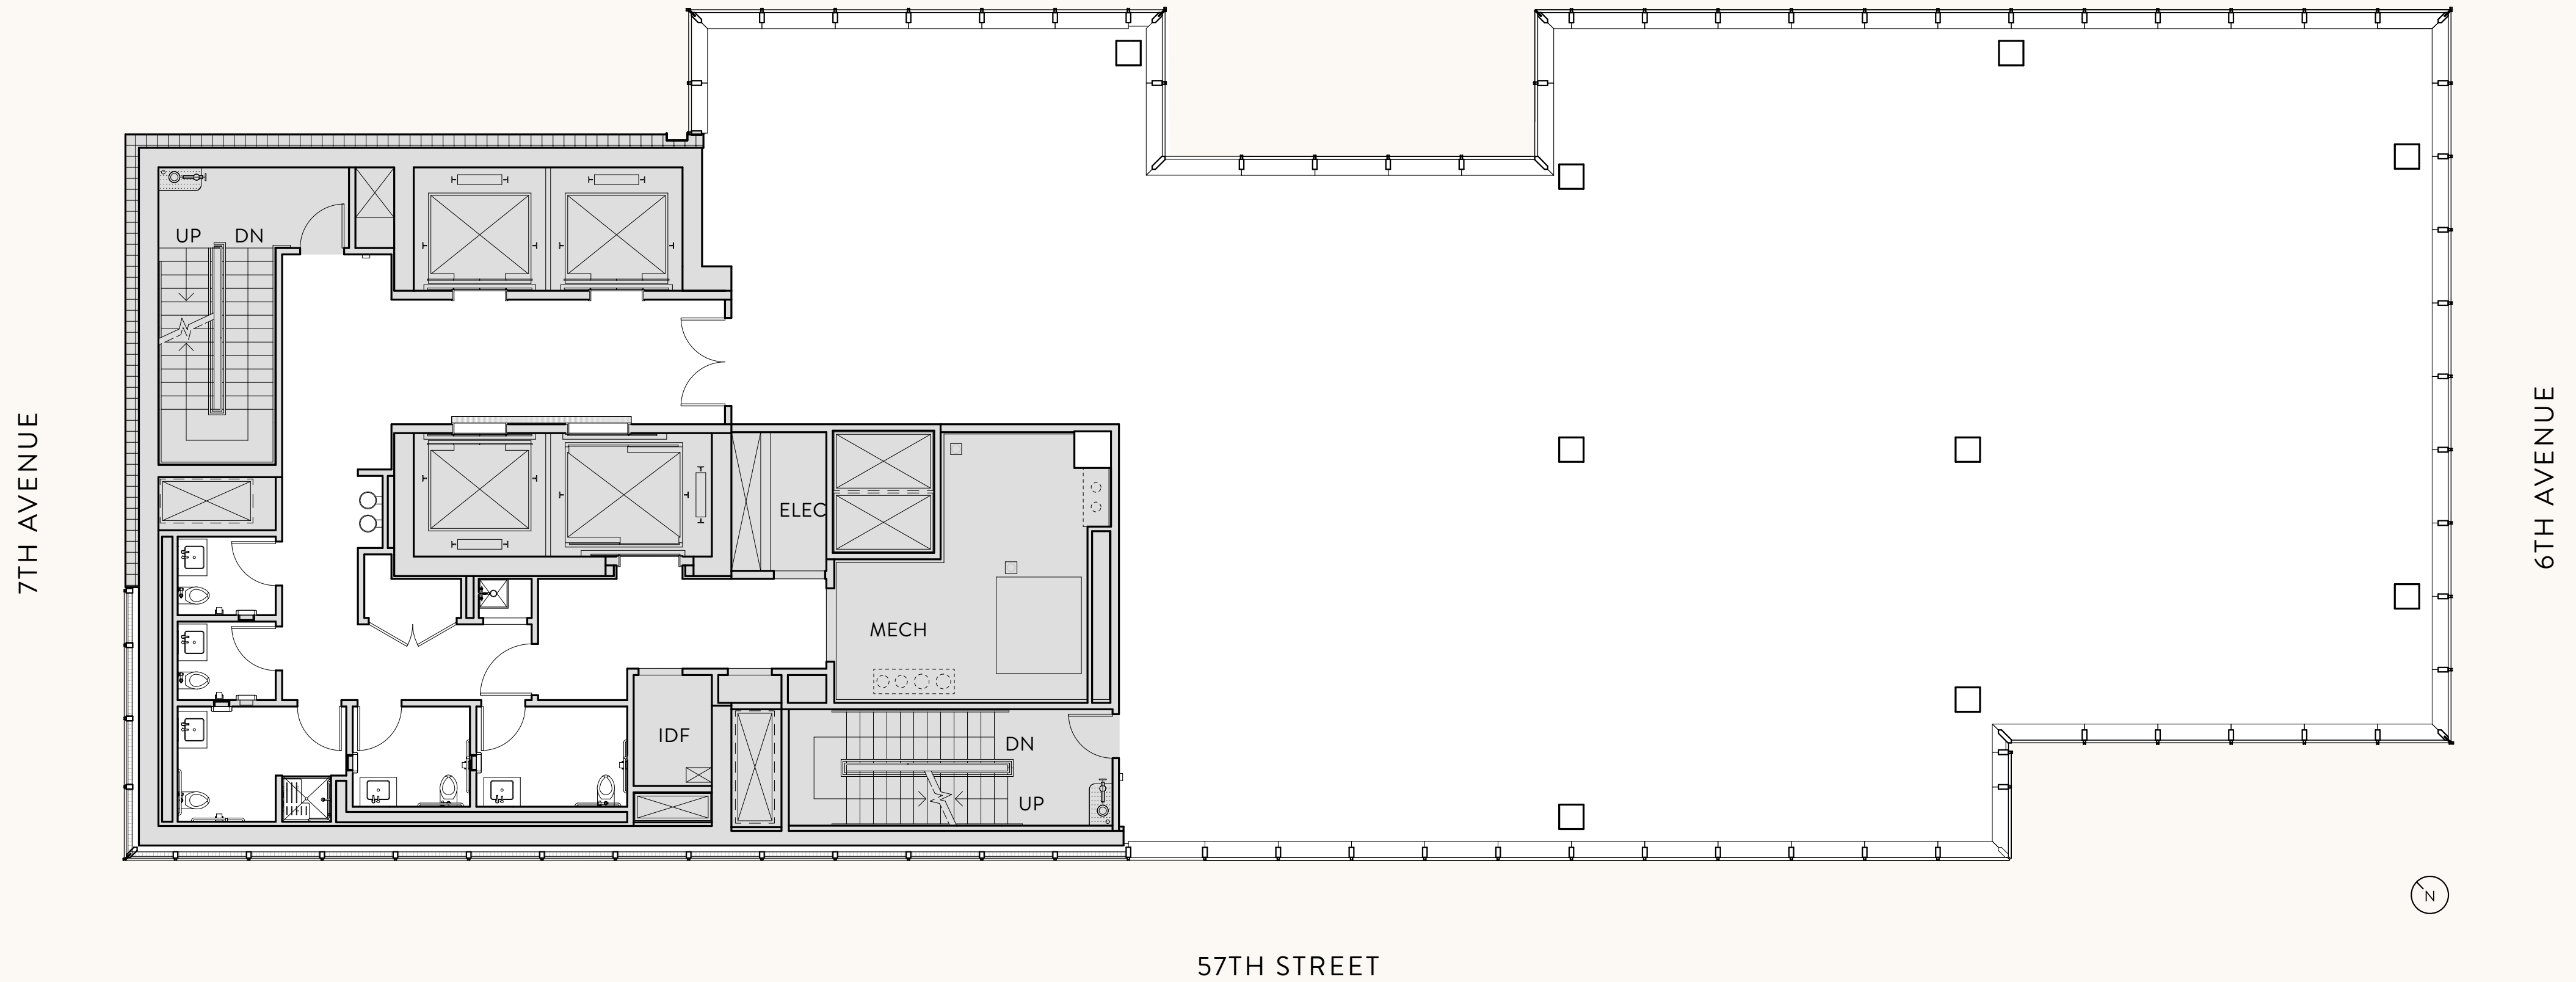 UP DN
7TH AVENUE
6TH AVENUE
ELEC
MECH
IDF
DN
UP
N
57TH STREET